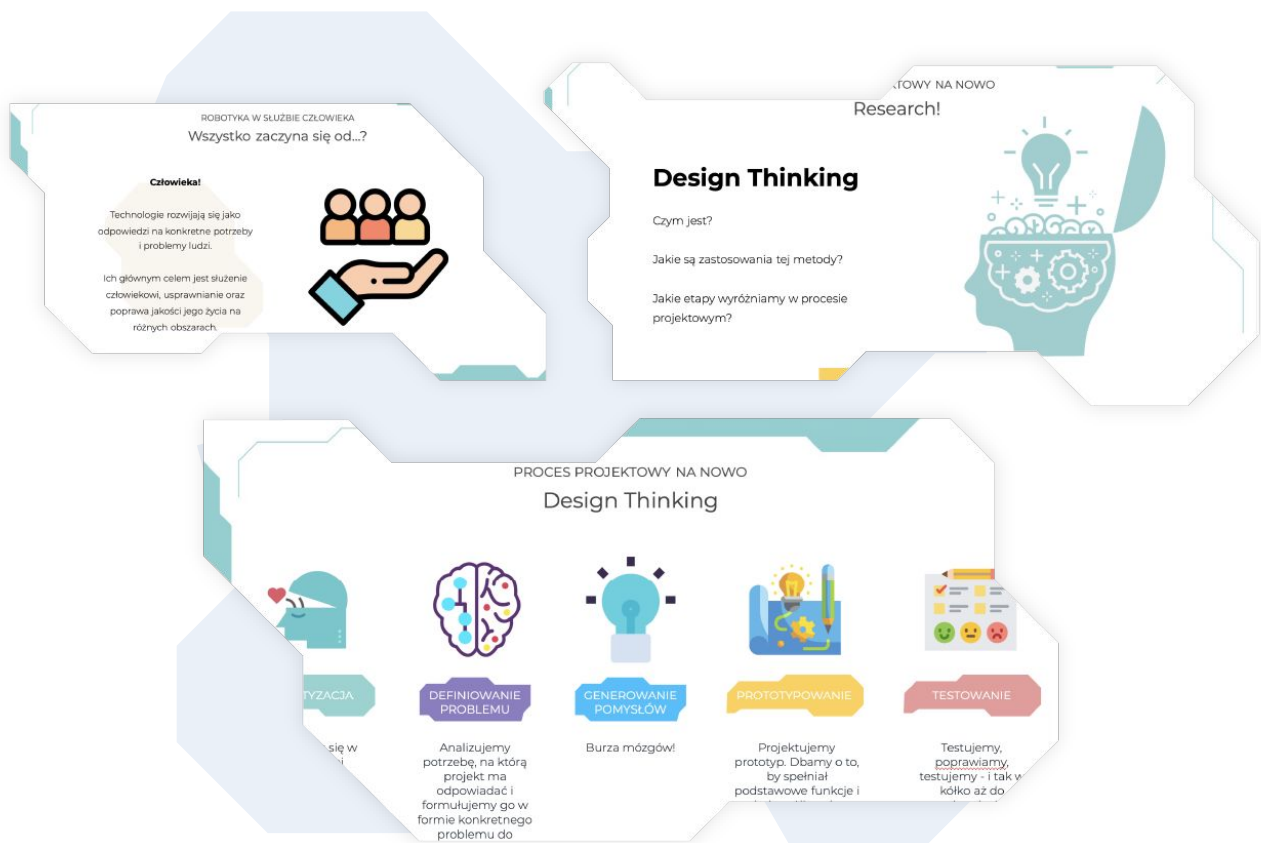 ROBOTYKA W SŁUŻBIE CZŁOWIEKA
Wszystko zaczyna się od...?
Człowieka!
Technologie rozwijają się jako
odpowiedzi na konkretne potrzeby
i problemy ludzi.
Ich głównym celem jest służenie
człowiekowi, usprawnianie oraz
poprawa jakości jego życia na
różnych obszarach.
NA NOWO
Research!
Design Thinking
Czym jest?
Jakie są zastosowania tej metody?
Jakie etapy wyróżniamy w procesie
projektowym?
PROCES PROJEKTOWY NA NOWO
Design Thinking
DEFINIOWANIE
PROBLEMU
Analizujemy
potrzebę, na którą
projekt ma
odpowiadać i
formułujemy go w
formie konkretnego
problemu do
GENEROWANIE
POMYSŁÓW
Burza mózgów!
PROTOTYPOWANIE
Projektujemy
prototyp. Dbamy o to,
by spełniał
podstawowe funkcje i
TESTOWANIE
Testujemy,
poprawiamy,
testujemy - i tak w
kółko aż do
się w